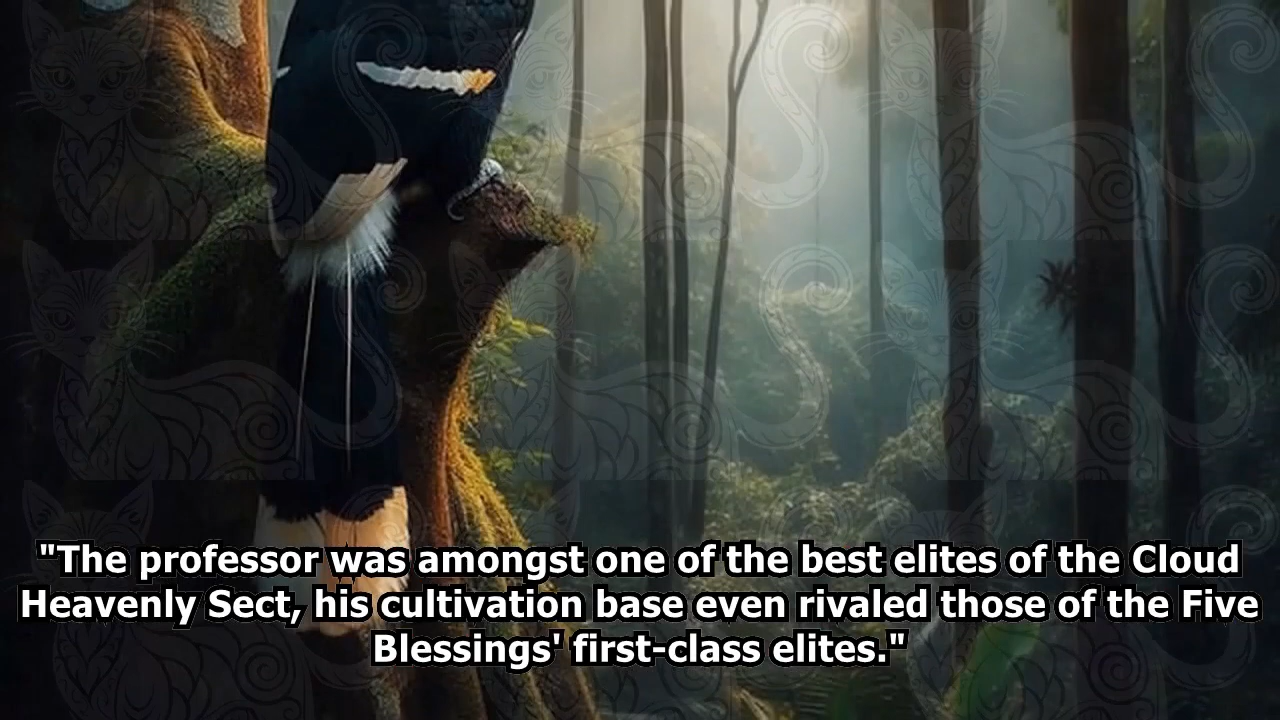 "The professor was amongst one of the best elites of the Cloud
Heavenly Sect, his cultivation base even rivaled those of the Five
Blessings' first-class elites."